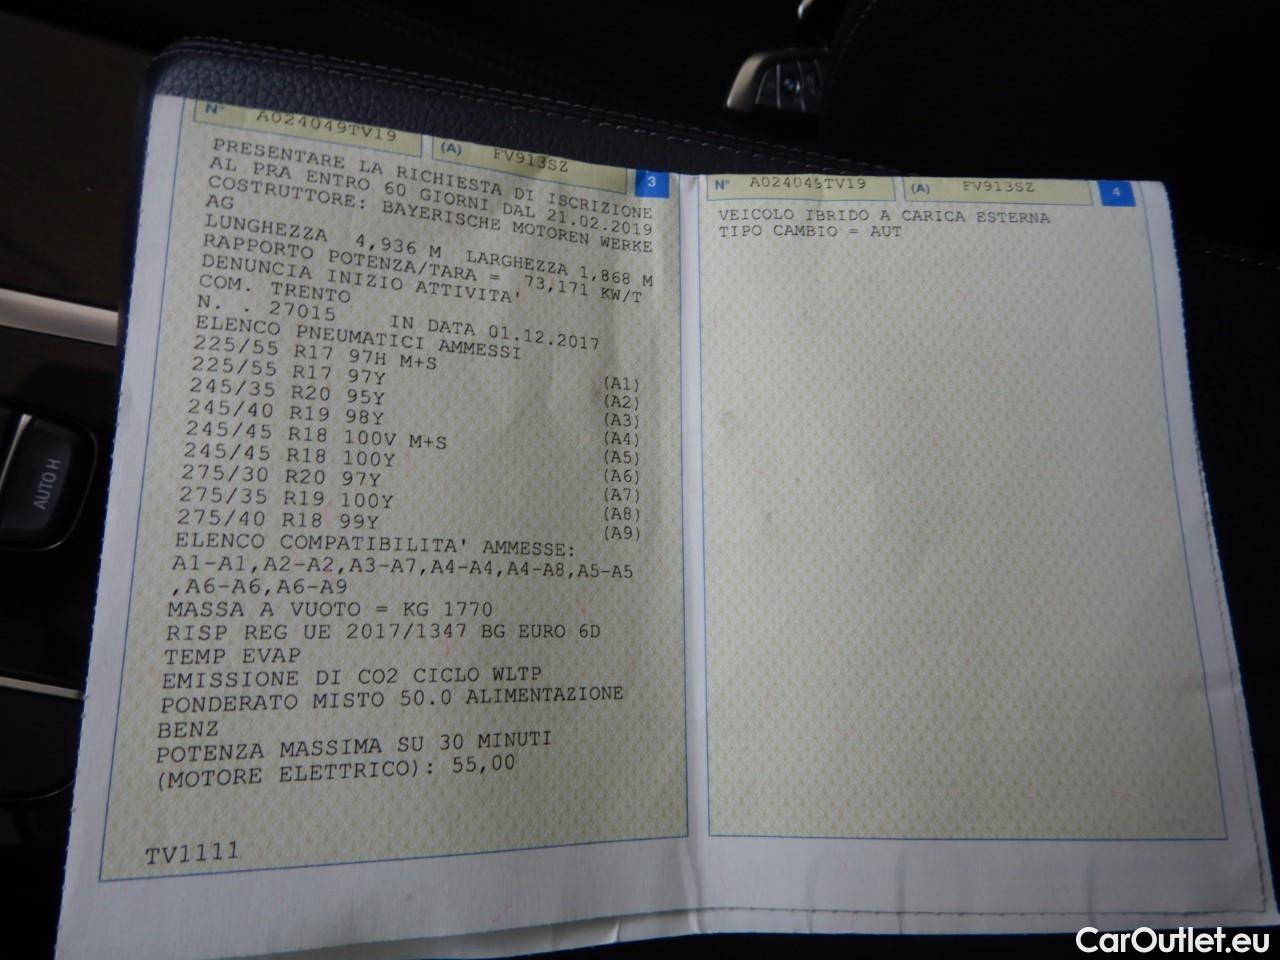 N° A024049TV19 (A) FV913SZ 3
PRESENTARE LA RICHIESTA DI ISCRIZIONE
AL PRA ENTRO 60 GIORNI DAL 21.02.2019
COSTRUTTORE: BAYERISCHE MOTOREN WERKE
AG
LUNGHEZZA 4,936 M LARGHEZZA 1,868 M
RAPPORTO POTENZA/TARA = 73,171 KW/T
DENUNCIA INIZIO ATTIVITA'
COM. TRENTO
N. . 27015 IN DATA 01.12.2017
ELENCO PNEUMATICI AMMESSI
225/55 R17 97H M+S (A1)
225/55 R17 97Y (A2)
245/35 R20 95Y (A3)
245/40 R19 98Y (A4)
245/45 R18 100V M+S (A5)
245/45 R18 100Y (A6)
275/30 R20 97Y (A7)
275/35 R19 100Y (A8)
275/40 R18 99Y (A9)
ELENCO COMPATIBILITA' AMMESSE:
A1-A1,A2-A2,A3-A7,A4-A4,A4-A8,A5-A5
,A6-A6,A6-A9
MASSA A VUOTO = KG 1770
RISP REG UE 2017/1347 BG EURO 6D
TEMP EVAP
EMISSIONE DI CO2 CICLO WLTP
PONDERATO MISTO 50.0 ALIMENTAZIONE
BENZ
POTENZA MASSIMA SU 30 MINUTI
(MOTORE ELETTRICO): 55,00
TV1111
N° A024049TV19 (A) FV913SZ 4
VEICOLO IBRIDO A CARICA ESTERNA
TIPO CAMBIO = AUT
AUTO H
CarOutlet.eu